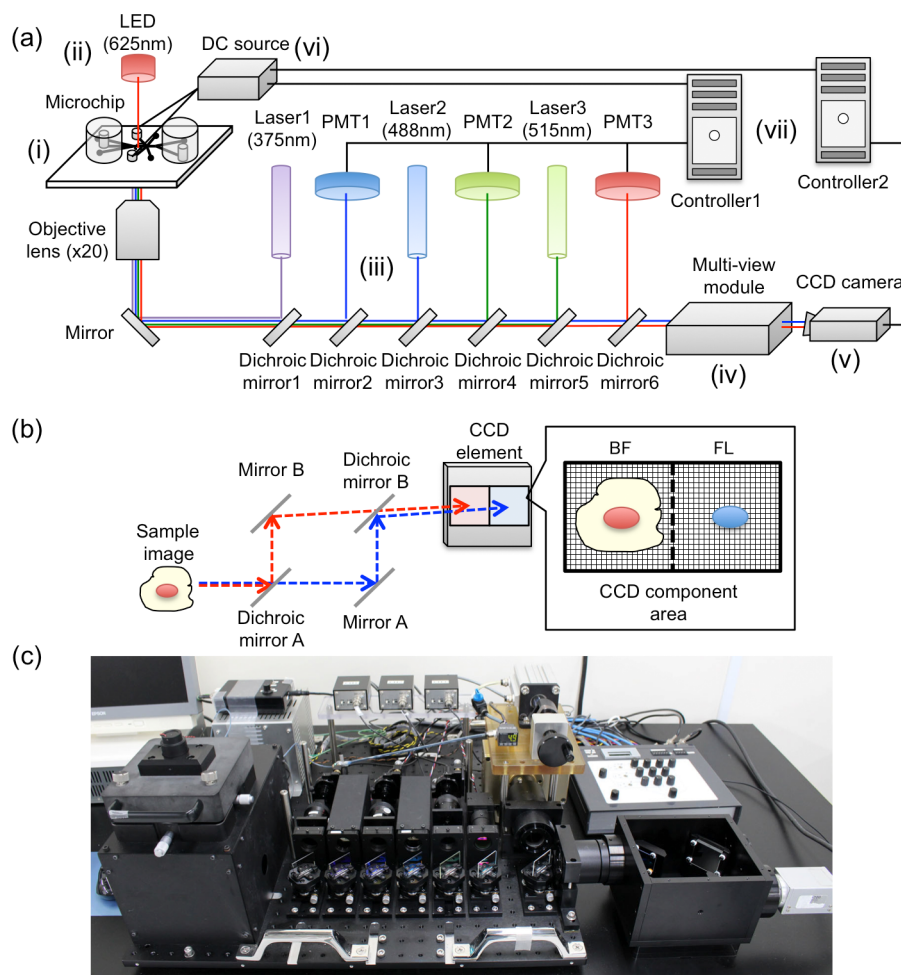 (a)
(ii)
LED
(625nm)
DC source
(vi)
Microchip
(i)
Laser1
(375nm)
PMT1
Laser2
(488nm)
PMT2
Laser3
(515nm)
PMT3
(vii)
Controller1
Controller2
Objective
lens (x20)
(iii)
Multi-view
module
CCD camera
Mirror
Dichroic
mirror1
Dichroic
mirror2
Dichroic
mirror3
Dichroic
mirror4
Dichroic
mirror5
Dichroic
mirror6
(iv)
(v)
(b)
Mirror B
Dichroic
mirror B
CCD
element
BF
FL
Sample
image
Dichroic
mirror A
Mirror A
CCD component
area
(c)